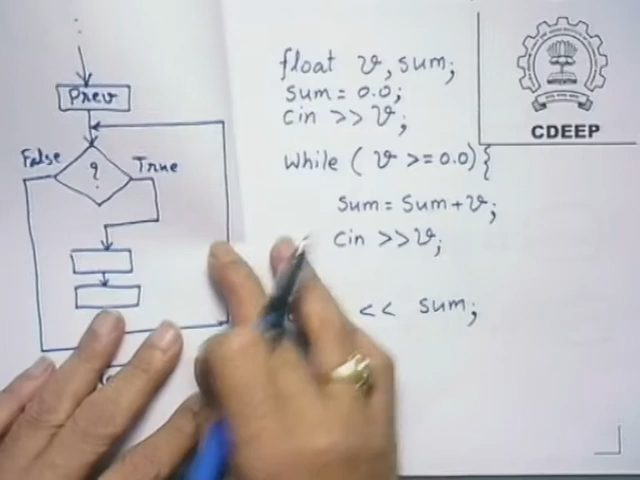 Prev
False
?
True
float v, sum;
sum = 0.0;
cin >> v;
while ( v >= 0.0) {
sum = sum + v;
cin >> v;
<< sum;
CDEEP